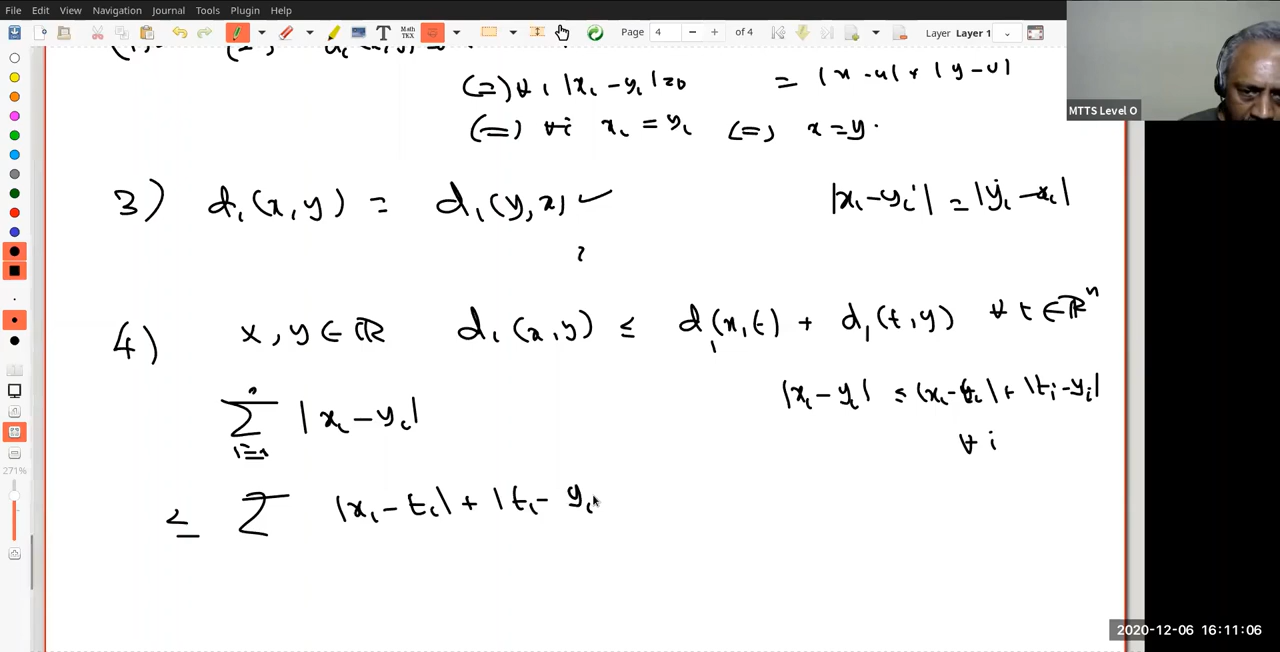 File Edit View Navigation Journal Tools Plugin Help
Page 4 of 4 Layer Layer 1
MTTS Level O
(=) ∀i |xᵢ - yᵢ| = 0 = |x - u| + |y - u|
(=) ∀i xᵢ = yᵢ (=) x = y.
3) d₁(x, y) = d₁(y, x) ✓ |xᵢ - yᵢ| = |yᵢ - xᵢ|
4) x, y ∈ ℝ d₁(x, y) ≤ d₁(x, t) + d₁(t, y) ∀ t ∈ ℝⁿ
|xᵢ - yᵢ| ≤ |xᵢ - tᵢ| + |tᵢ - yᵢ|
n
Σ |xᵢ - yᵢ|
i=1
∀ i
≤ Σ |xᵢ - tᵢ| + |tᵢ - yᵢ
271%
2020-12-06 16:11:06